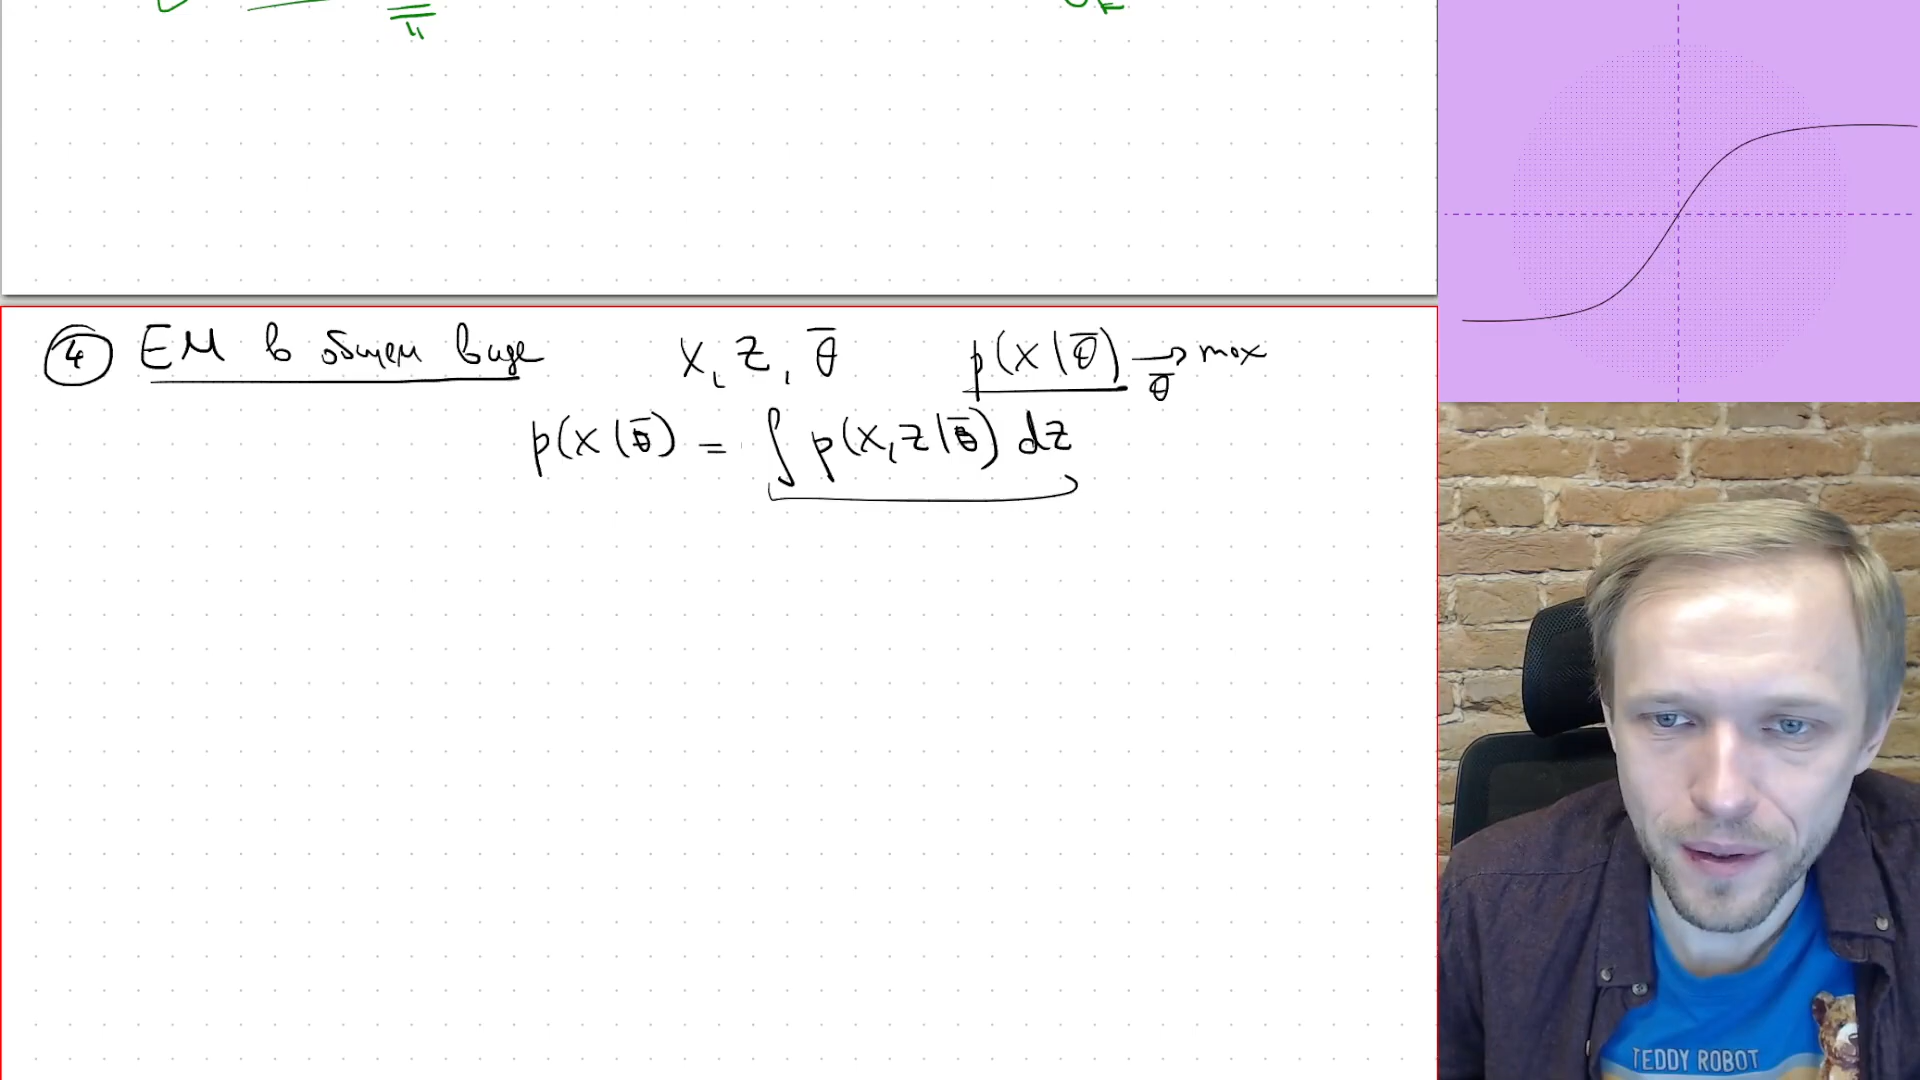 ④ EM в общем виде X, Z, θ̄ p(X|θ̄) →θ̄ max
p(X|θ̄) = ∫ p(X,Z|θ̄) dZ
TEDDY ROBOT